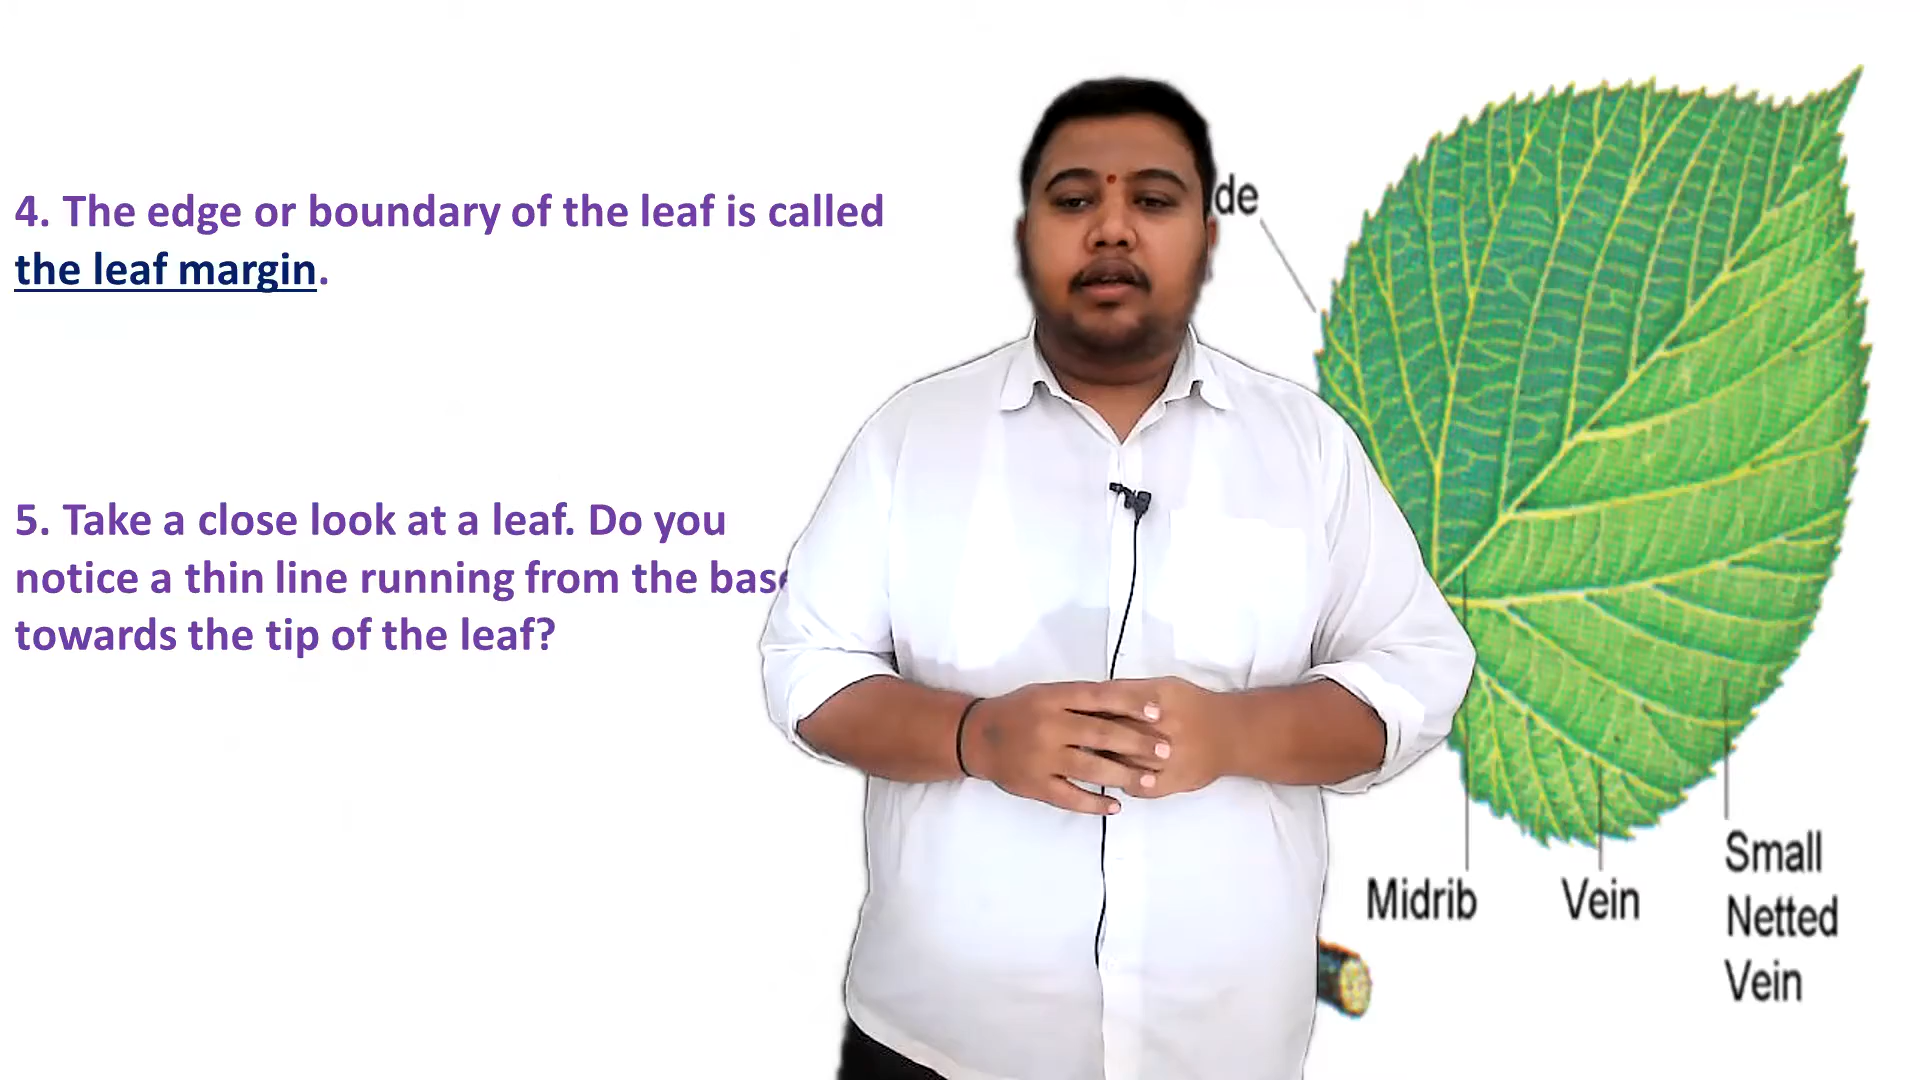 4. The edge or boundary of the leaf is called
the leaf margin.
5. Take a close look at a leaf. Do you
notice a thin line running from the base
towards the tip of the leaf?
Midrib
Vein
Small
Netted
Vein